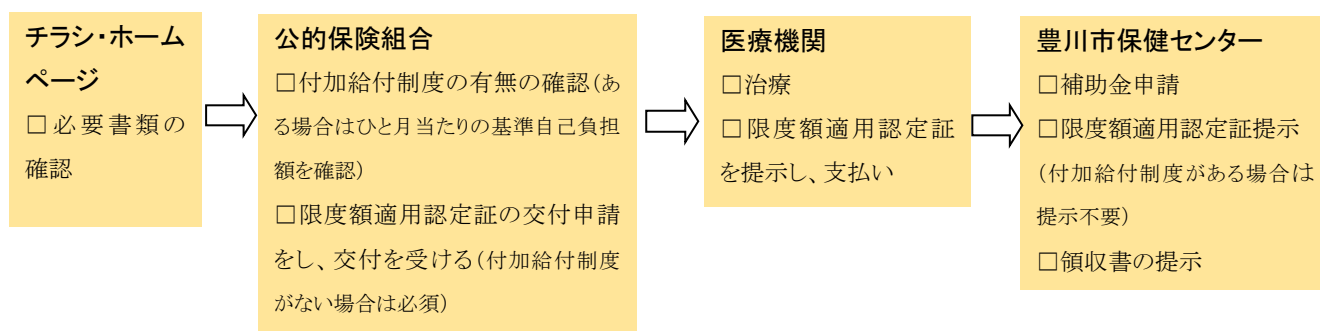 チラシ・ホーム
ページ
□必要書類の
確認
公的保険組合
□付加給付制度の有無の確認(あ
る場合はひと月当たりの基準自己負担
額を確認)
□限度額適用認定証の交付申請
をし、交付を受ける(付加給付制度
がない場合は必須)
医療機関
□治療
□限度額適用認定証
を提示し、支払い
豊川市保健センター
□補助金申請
□限度額適用認定証提示
(付加給付制度がある場合は
提示不要)
□領収書の提示